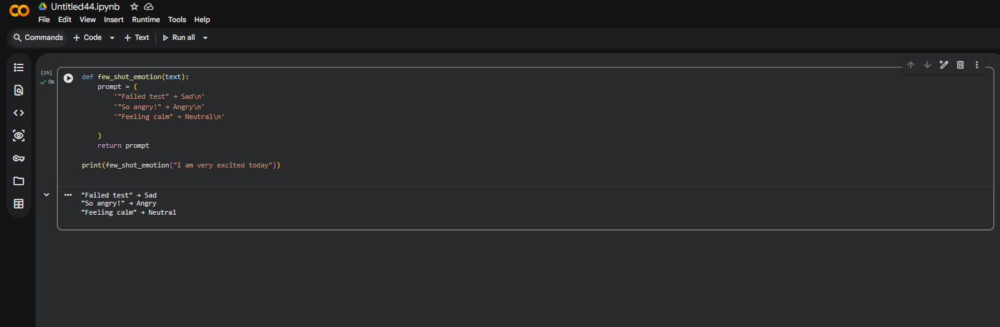 Untitled44.ipynb
File Edit View Insert Runtime Tools Help
Commands + Code + Text Run all
[25]
0s
def few_shot_emotion(text):
    prompt = (
        '"Failed test" → Sad\n'
        '"So angry!" → Angry\n'
        '"Feeling calm" → Neutral\n'
    )
    return prompt
print(few_shot_emotion("I am very excited today"))
"Failed test" → Sad
"So angry!" → Angry
"Feeling calm" → Neutral